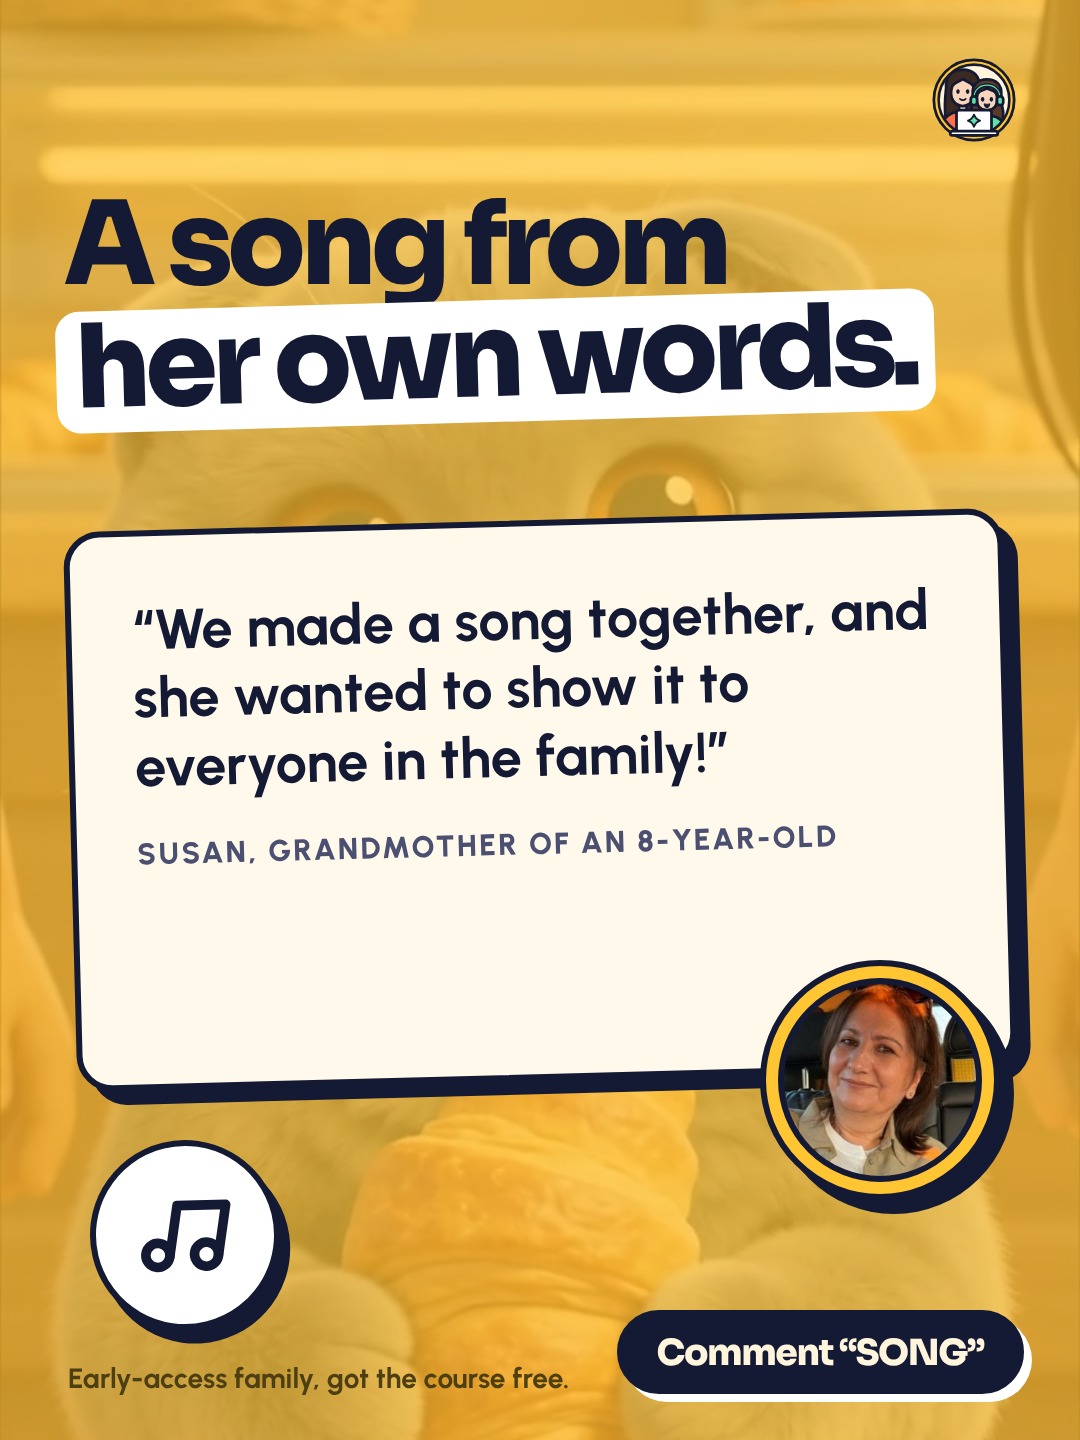 A song from
her own words.
“We made a song together, and
she wanted to show it to
everyone in the family!”
SUSAN, GRANDMOTHER OF AN 8-YEAR-OLD
Early-access family, got the course free.
Comment “SONG”